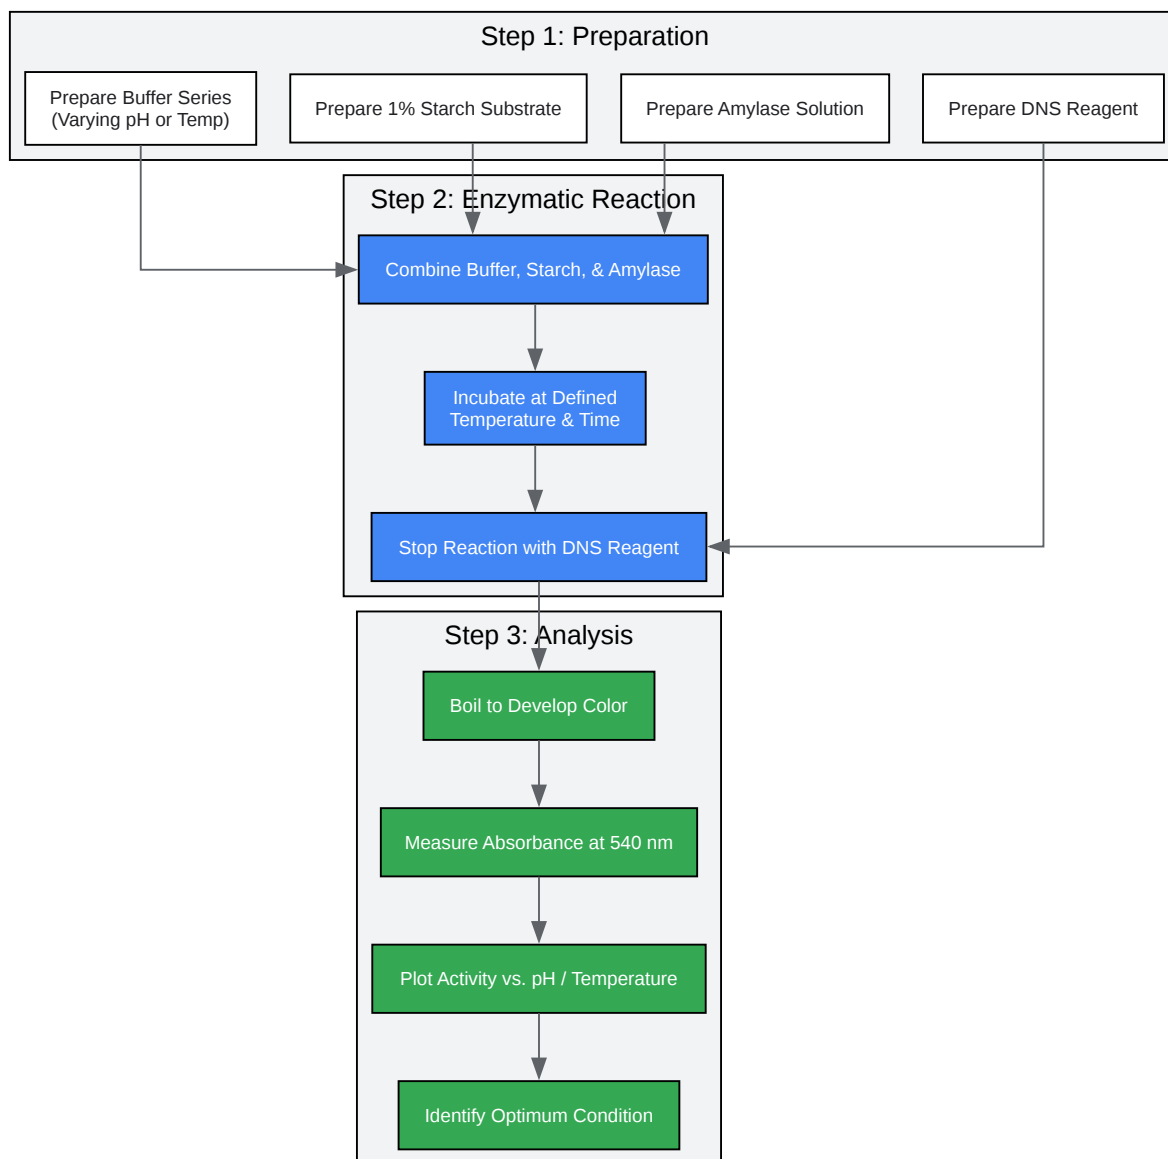 Step 1: Preparation
Prepare Buffer Series
(Varying pH or Temp)
Prepare 1% Starch Substrate
Prepare Amylase Solution
Prepare DNS Reagent
Step 2: Enzymatic Reaction
Combine Buffer, Starch, & Amylase
Incubate at Defined
Temperature & Time
Stop Reaction with DNS Reagent
Step 3: Analysis
Boil to Develop Color
Measure Absorbance at 540 nm
Plot Activity vs. pH / Temperature
Identify Optimum Condition